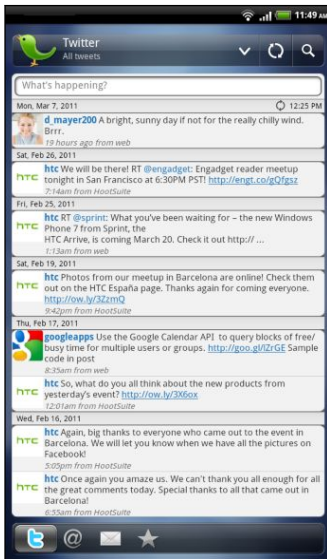 11:49 AM
Twitter
All tweets
What's happening?
Mon, Mar 7, 2011 12:25 PM
d_mayer200 A bright, sunny day if not for the really chilly wind.
Brrr.
19 hours ago from web
Sat, Feb 26, 2011
htc We will be there! RT @engadget: Engadget reader meetup
tonight in San Francisco at 6:30PM PST! http://engt.co/gQfgsz
7:14am from HootSuite
Fri, Feb 25, 2011
htc RT @sprint: What you've been waiting for – the new Windows
Phone 7 from Sprint, the
HTC Arrive, is coming March 20. Check it out http:// ...
1:13am from web
Sat, Feb 19, 2011
htc Photos from our meetup in Barcelona are online! Check them
out on the HTC España page. Thanks again for coming everyone.
http://ow.ly/3ZzmQ
9:42pm from HootSuite
Thu, Feb 17, 2011
googleapps Use the Google Calendar API to query blocks of free/
busy time for multiple users or groups. http://goo.gl/IZrGE Sample
code in post
8:35am from web
htc So, what do you all think about the new products from
yesterday's event? http://ow.ly/3X6ox
12:01am from HootSuite
Wed, Feb 16, 2011
htc Again, big thanks to everyone who came out to the event in
Barcelona. We will let you know when we have all the pictures on
Facebook!
5:05pm from HootSuite
htc Once again you amaze us. We can't thank you all enough for all
the great comments today. Special thanks to all that came out in
Barcelona!
6:55am from HootSuite